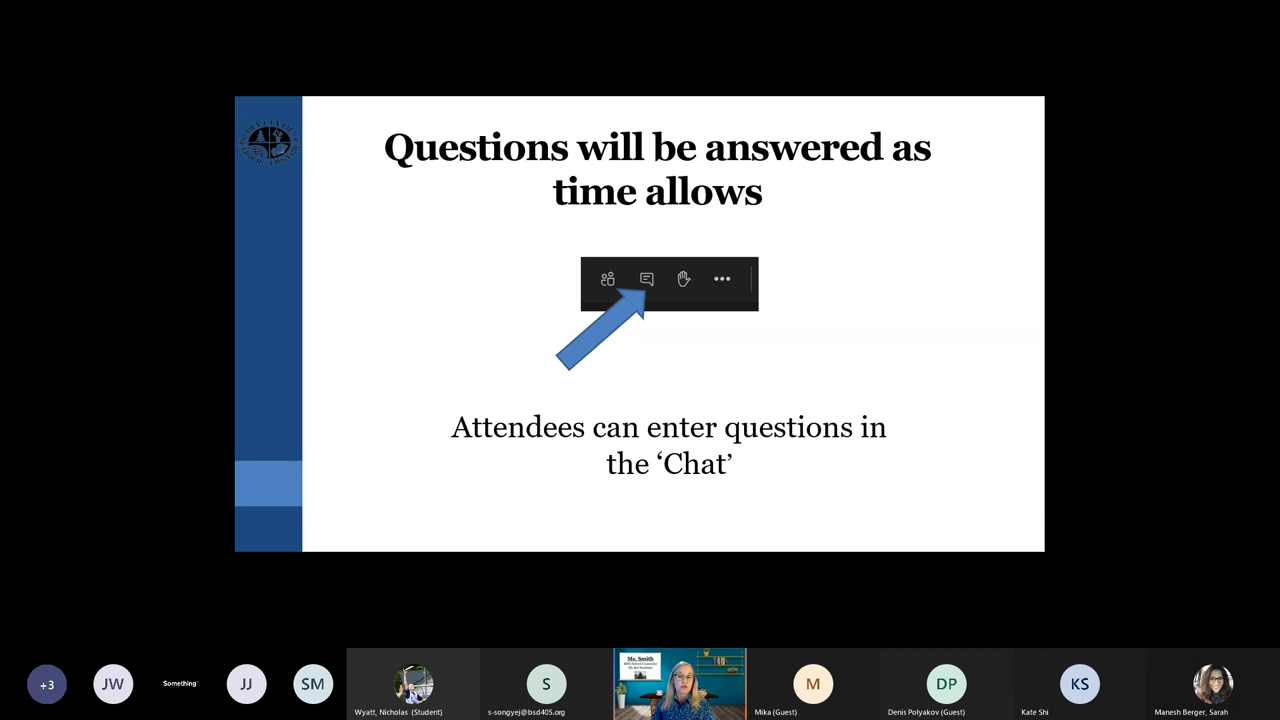 Questions will be answered as
time allows
Attendees can enter questions in
the ‘Chat’
+3
JW
Something
JJ
SM
Wyatt, Nicholas (Student)
S
s-songyej@bsd405.org
Ms. Smith
M
Mika (Guest)
DP
Denis Polyakov (Guest)
KS
Kate Shi
Manesh Berger, Sarah